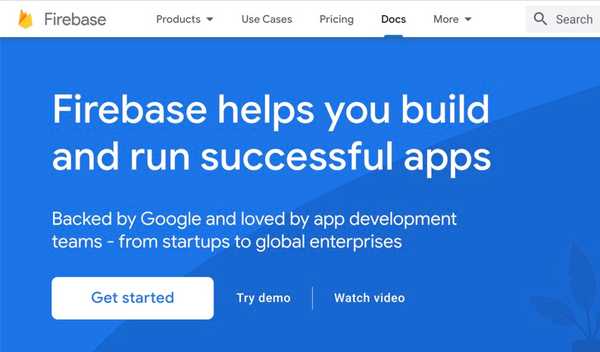 Firebase Products Use Cases Pricing Docs More Search
Firebase helps you build
and run successful apps
Backed by Google and loved by app development
teams - from startups to global enterprises
Get started Try demo Watch video